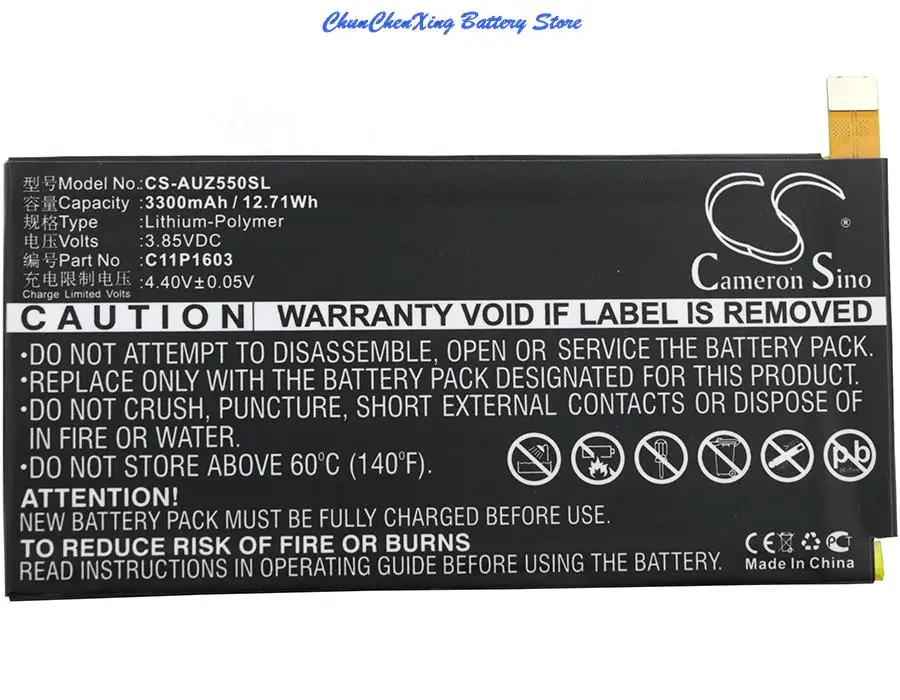 ChunChenXing Battery Store
型号Model No.:CS-AUZ550SL
容量Capacity :3300mAh / 12.71Wh
规格Type :Lithium-Polymer
电压Volts :3.85VDC
编号Part No :C11P1603
充电限制电压 :4.40V±0.05V
Charge Limited Volts
CS ®
Cameron Sino
CAUTION WARRANTY VOID IF LABEL IS REMOVED
•DO NOT ATTEMPT TO DISASSEMBLE, OPEN OR SERVICE THE BATTERY PACK.
•REPLACE ONLY WITH THE BATTERY PACK DESIGNATED FOR THIS PRODUCT.
•DO NOT CRUSH, PUNCTURE, SHORT EXTERNAL CONTACTS OR DISPOSE OF
IN FIRE OR WATER.
•DO NOT STORE ABOVE 60°C (140°F).
Pb
ATTENTION!
NEW BATTERY PACK MUST BE FULLY CHARGED BEFORE USE.
TO REDUCE RISK OF FIRE OR BURNS
READ INSTRUCTIONS IN OPERATING GUIDE BEFORE BATTERY USE.
CE
Made In China